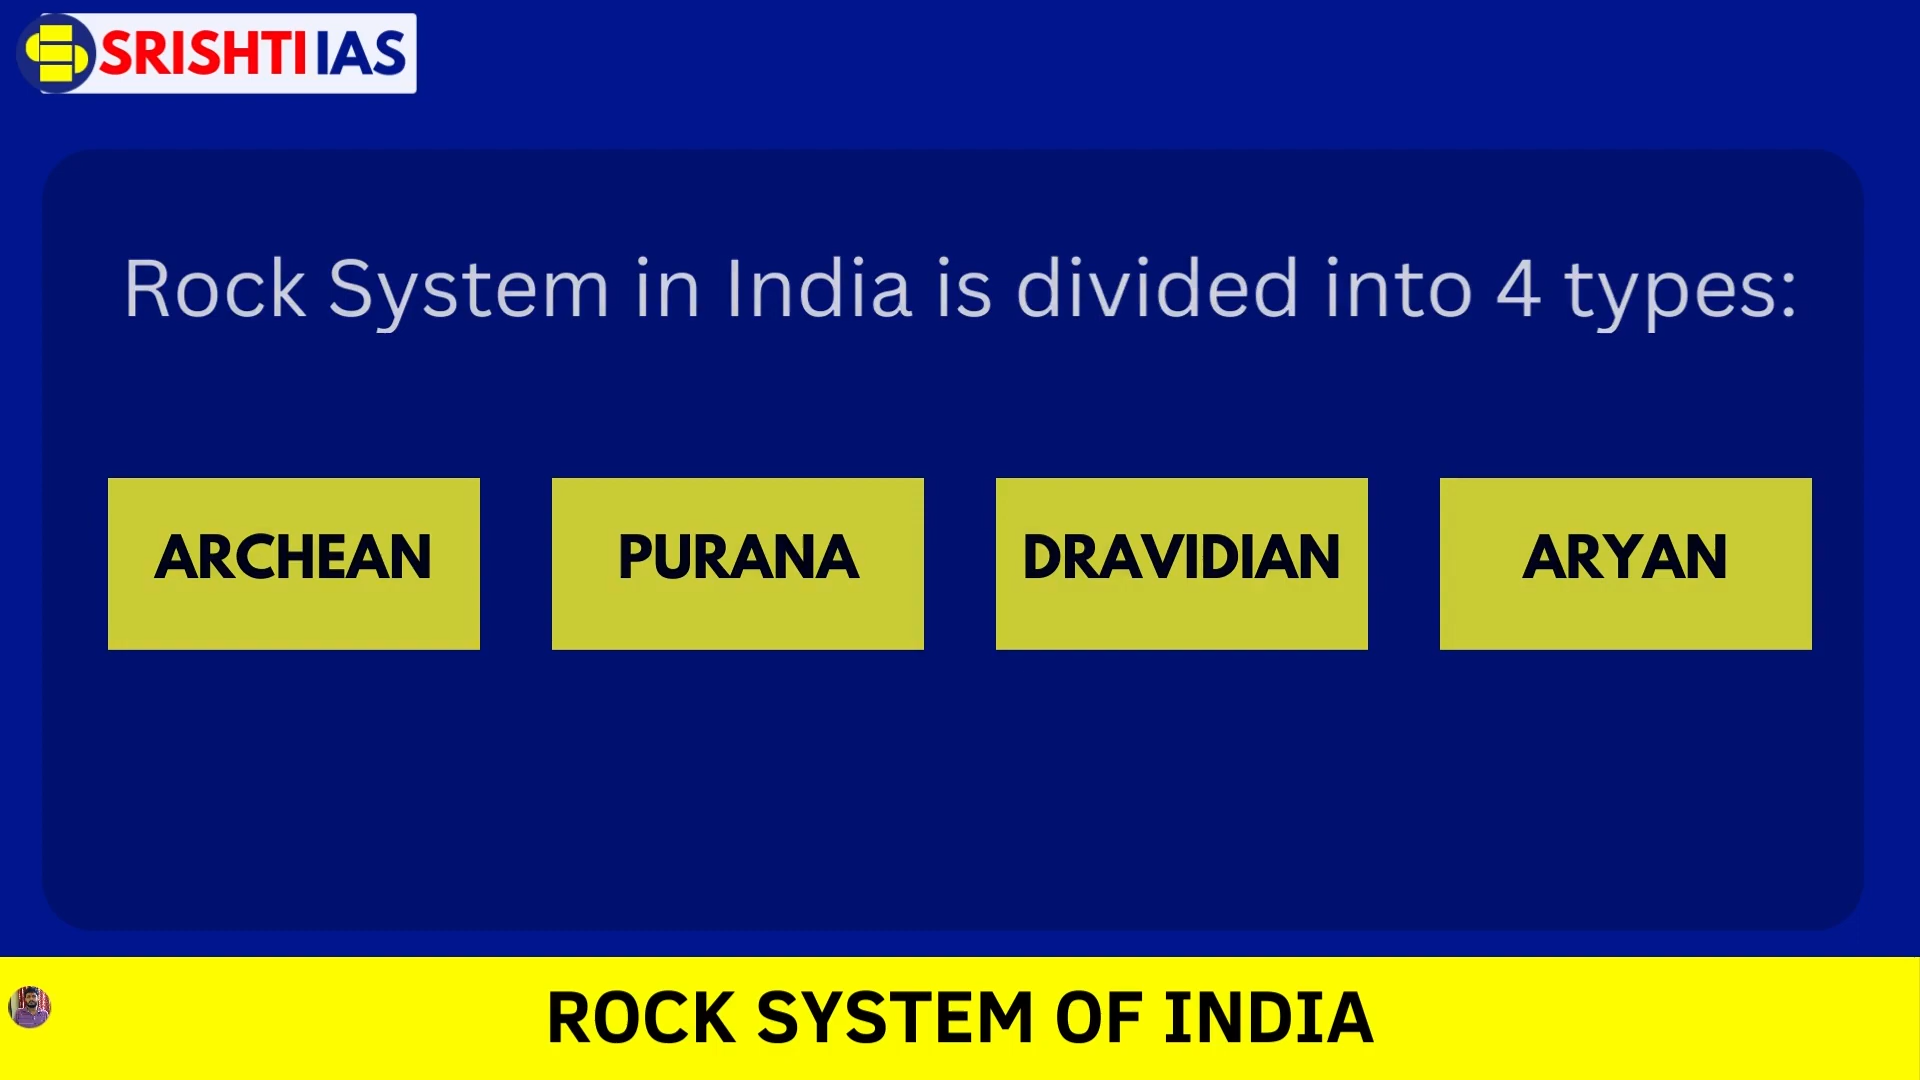 SRISHTI IAS
Rock System in India is divided into 4 types:
ARCHEAN
PURANA
DRAVIDIAN
ARYAN
ROCK SYSTEM OF INDIA